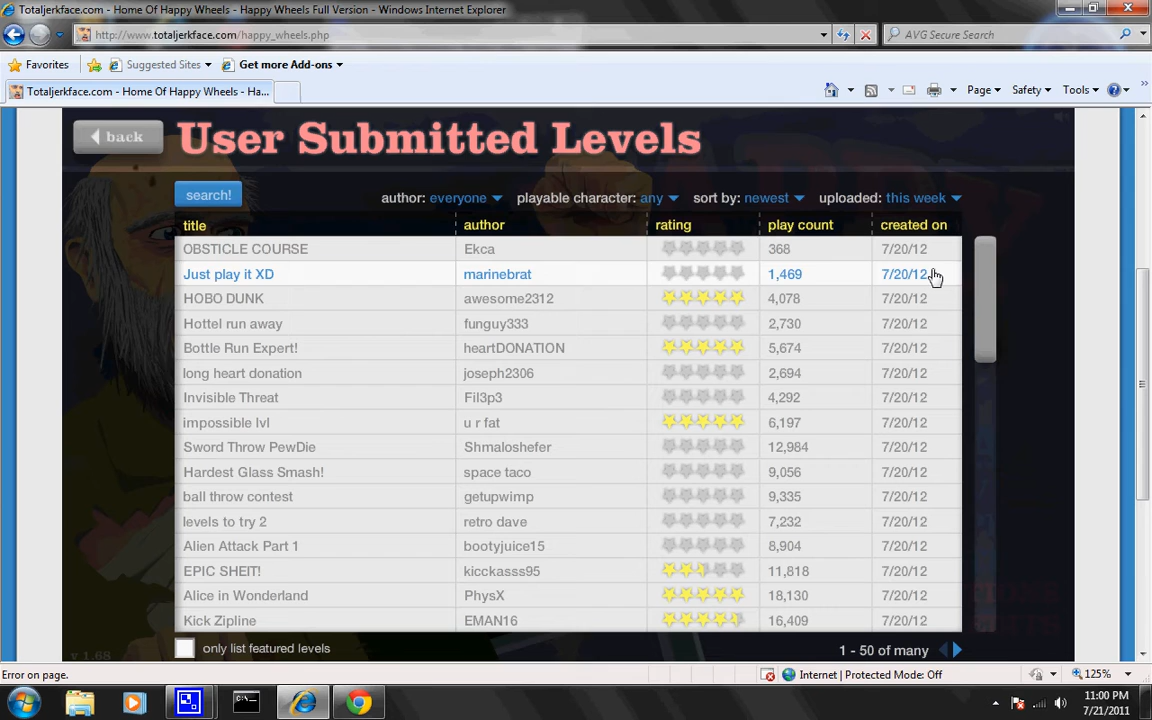 Totaljerkface.com - Home Of Happy Wheels - Happy Wheels Full Version - Windows Internet Explorer
http://www.totaljerkface.com/happy_wheels.php
AVG Secure Search
Favorites Suggested Sites Get more Add-ons
Totaljerkface.com - Home Of Happy Wheels - Ha...
Page Safety Tools
back User Submitted Levels
search! author: everyone playable character: any sort by: newest uploaded: this week
title author rating play count created on
OBSTICLE COURSE Ekca 368 7/20/12
Just play it XD marinebrat 1,469 7/20/12
HOBO DUNK awesome2312 4,078 7/20/12
Hottel run away funguy333 2,730 7/20/12
Bottle Run Expert! heartDONATION 5,674 7/20/12
long heart donation joseph2306 2,694 7/20/12
Invisible Threat Fil3p3 4,292 7/20/12
impossible lvl u r fat 6,197 7/20/12
Sword Throw PewDie Shmaloshefer 12,984 7/20/12
Hardest Glass Smash! space taco 9,056 7/20/12
ball throw contest getupwimp 9,335 7/20/12
levels to try 2 retro dave 7,232 7/20/12
Alien Attack Part 1 bootyjuice15 8,904 7/20/12
EPIC SHEIT! kicckasss95 11,818 7/20/12
Alice in Wonderland PhysX 18,130 7/20/12
Kick Zipline EMAN16 16,409 7/20/12
only list featured levels 1 - 50 of many
v 1.68
Error on page. Internet | Protected Mode: Off 125%
11:00 PM
7/21/2011